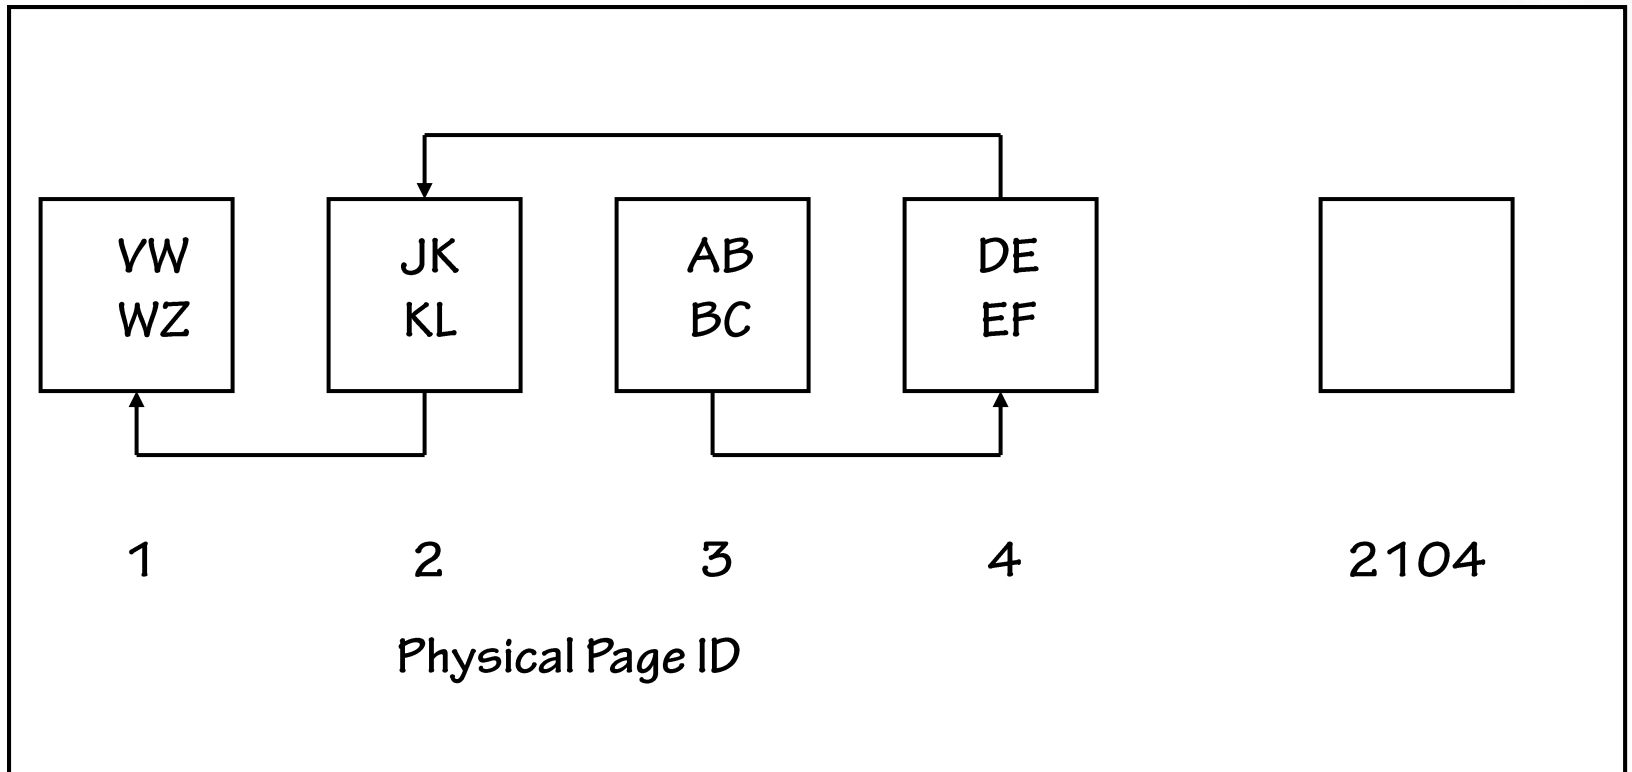 VW
WZ
JK
KL
AB
BC
DE
EF
1
2
3
4
2104
Physical Page ID